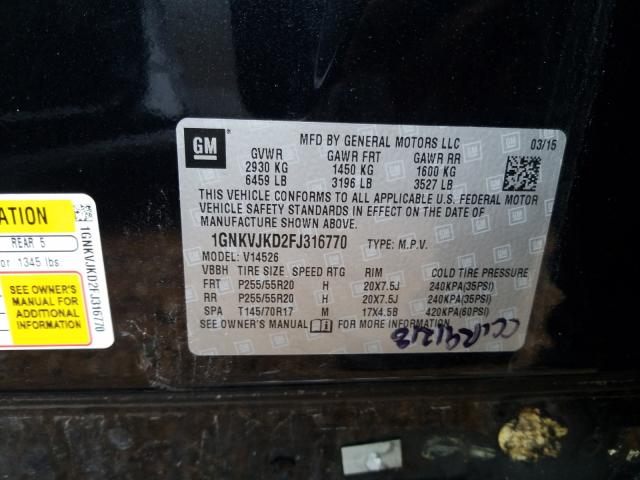 GM
MFD BY GENERAL MOTORS LLC 03/15
GVWR GAWR FRT GAWR RR
2930 KG 1450 KG 1600 KG
6459 LB 3196 LB 3527 LB
THIS VEHICLE CONFORMS TO ALL APPLICABLE U.S. FEDERAL MOTOR
VEHICLE SAFETY STANDARDS IN EFFECT ON THE DATE OF
MANUFACTURE SHOWN ABOVE.
1GNKVJKD2FJ316770 TYPE: M.P.V.
MODEL: V14526
VBBH TIRE SIZE SPEED RTG RIM COLD TIRE PRESSURE
FRT P255/55R20 H 20X7.5J 240KPA(35PSI)
RR P255/55R20 H 20X7.5J 240KPA(35PSI)
SPA T145/70R17 M 17X4.5B 420KPA(60PSI)
SEE OWNER'S MANUAL FOR MORE INFORMATION
ATION
REAR 5
or 1345 lbs
SEE OWNER'S
MANUAL FOR
ADDITIONAL
INFORMATION
1GNKVJKD2FJ316770